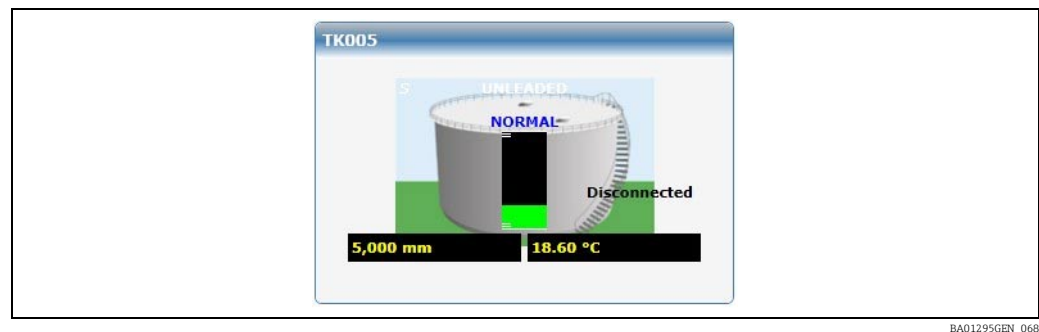 TK005
S UNLEADED
NORMAL
Disconnected
5,000 mm 18.60 °C
BA01295GEN_068